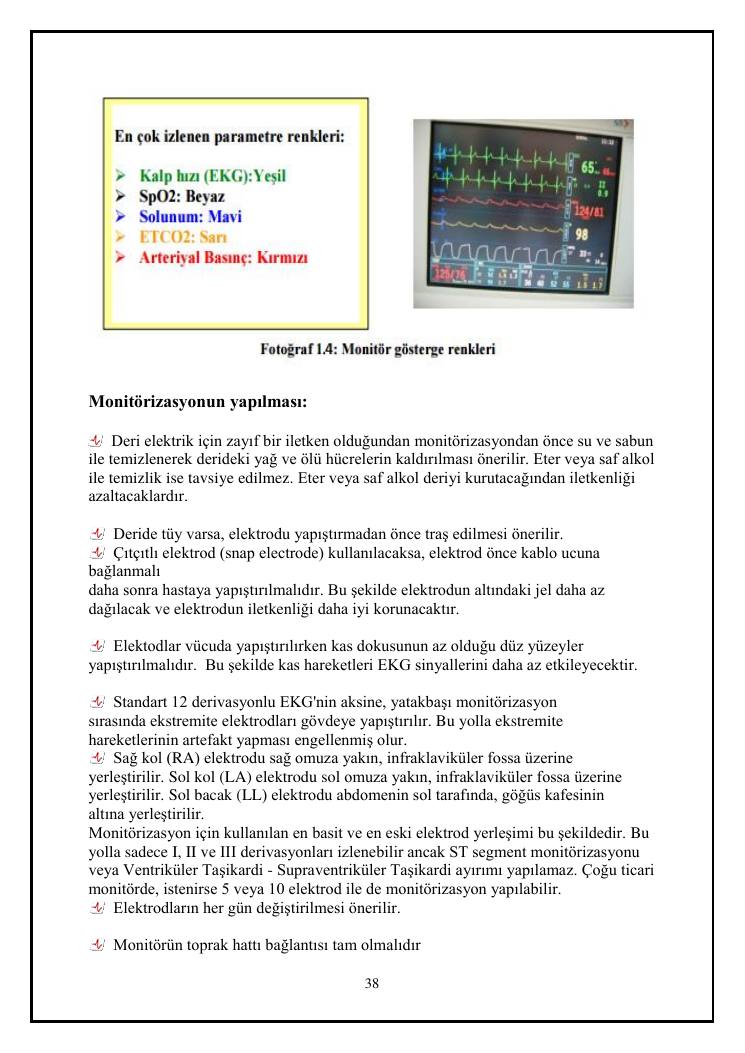 En çok izlenen parametre renkleri:
Kalp hızı (EKG):Yeşil
SpO2: Beyaz
Solunum: Mavi
ETCO2: Sarı
Arteriyal Basınç: Kırmızı
65
124/81
98
125/76
Fotoğraf 1.4: Monitör gösterge renkleri
Monitörizasyonun yapılması:
Deri elektrik için zayıf bir iletken olduğundan monitörizasyondan önce su ve sabun
ile temizlenerek derideki yağ ve ölü hücrelerin kaldırılması önerilir. Eter veya saf alkol
ile temizlik ise tavsiye edilmez. Eter veya saf alkol deriyi kurutacağından iletkenliği
azaltacaklardır.
Deride tüy varsa, elektrodu yapıştırmadan önce traş edilmesi önerilir.
Çıtçıtlı elektrod (snap electrode) kullanılacaksa, elektrod önce kablo ucuna
bağlanmalı
daha sonra hastaya yapıştırılmalıdır. Bu şekilde elektrodun altındaki jel daha az
dağılacak ve elektrodun iletkenliği daha iyi korunacaktır.
Elektodlar vücuda yapıştırılırken kas dokusunun az olduğu düz yüzeyler
yapıştırılmalıdır. Bu şekilde kas hareketleri EKG sinyallerini daha az etkileyecektir.
Standart 12 derivasyonlu EKG'nin aksine, yatakbaşı monitörizasyon
sırasında ekstremite elektrodları gövdeye yapıştırılır. Bu yolla ekstremite
hareketlerinin artefakt yapması engellenmiş olur.
Sağ kol (RA) elektrodu sağ omuza yakın, infraklaviküler fossa üzerine
yerleştirilir. Sol kol (LA) elektrodu sol omuza yakın, infraklaviküler fossa üzerine
yerleştirilir. Sol bacak (LL) elektrodu abdomenin sol tarafında, göğüs kafesinin
altına yerleştirilir.
Monitörizasyon için kullanılan en basit ve en eski elektrod yerleşimi bu şekildedir. Bu
yolla sadece I, II ve III derivasyonları izlenebilir ancak ST segment monitörizasyonu
veya Ventriküler Taşikardi - Supraventriküler Taşikardi ayırımı yapılamaz. Çoğu ticari
monitörde, istenirse 5 veya 10 elektrod ile de monitörizasyon yapılabilir.
Elektrodların her gün değiştirilmesi önerilir.
Monitörün toprak hattı bağlantısı tam olmalıdır
38